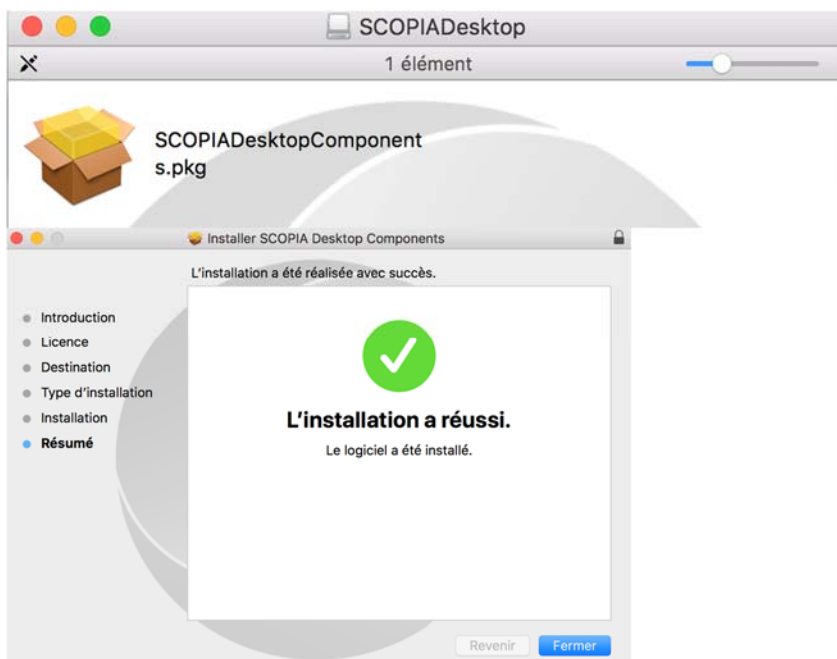 SCOPIADesktop
1 élément
SCOPIADesktopComponent
s.pkg
Installer SCOPIA Desktop Components
L'installation a été réalisée avec succès.
Introduction
Licence
Destination
Type d'installation
Installation
Résumé
L'installation a réussi.
Le logiciel a été installé.
Revenir
Fermer